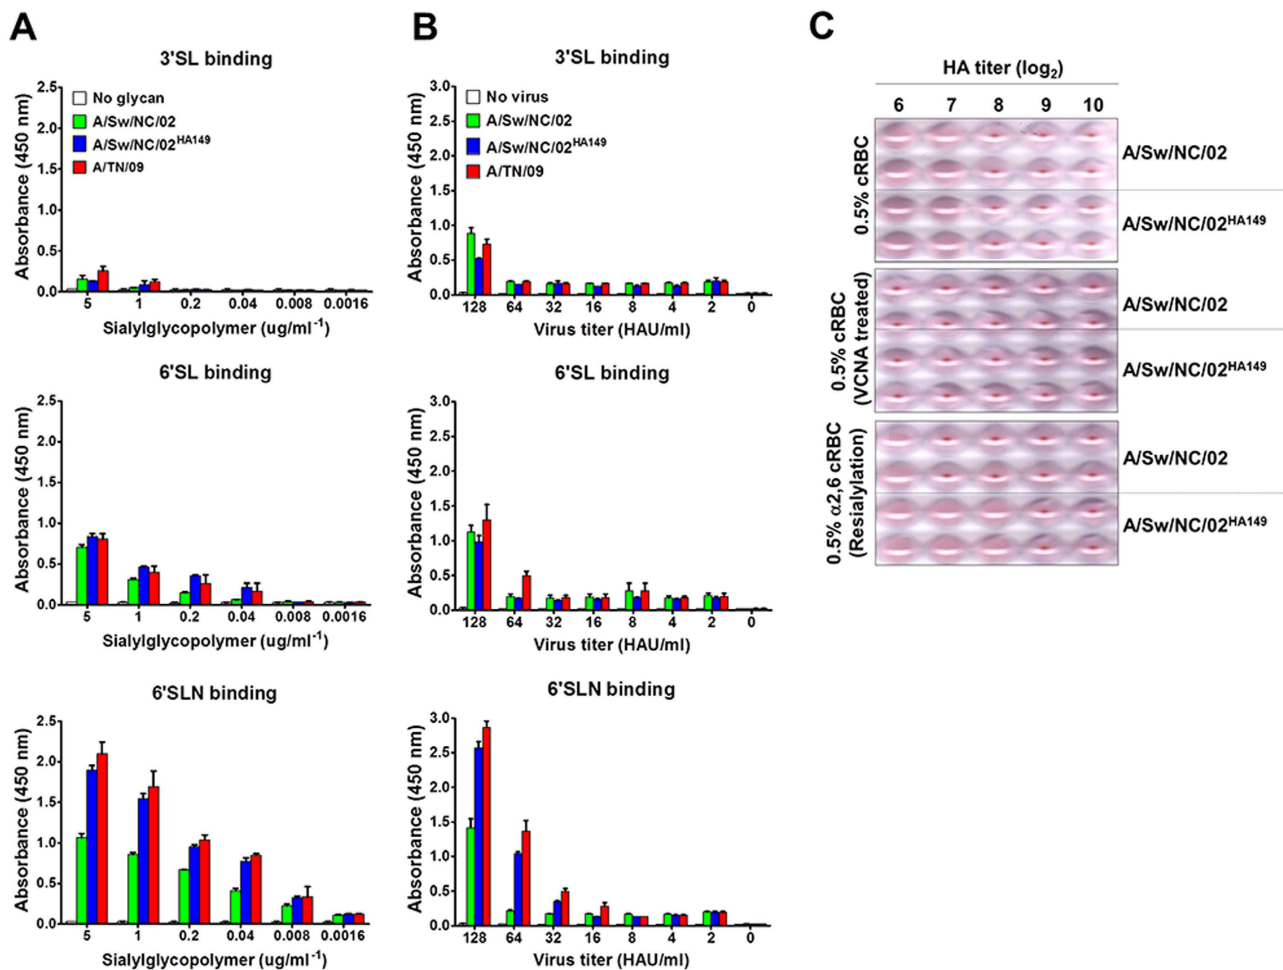 A
3'SL binding
Absorbance (450 nm)
2.5
2.0
1.5
1.0
0.5
0.0
No glycan
A/Sw/NC/02
A/Sw/NC/02^HA149
A/TN/09
5 1 0.2 0.04 0.008 0.0016
Sialylglycopolymer (ug/ml^-1)
6'SL binding
Absorbance (450 nm)
2.5
2.0
1.5
1.0
0.5
0.0
5 1 0.2 0.04 0.008 0.0016
Sialylglycopolymer (ug/ml^-1)
6'SLN binding
Absorbance (450 nm)
2.5
2.0
1.5
1.0
0.5
0.0
5 1 0.2 0.04 0.008 0.0016
Sialylglycopolymer (ug/ml^-1)
B
3'SL binding
Absorbance (450 nm)
3.0
2.5
2.0
1.5
1.0
0.5
0.0
No virus
A/Sw/NC/02
A/Sw/NC/02^HA149
A/TN/09
128 64 32 16 8 4 2 0
Virus titer (HAU/ml)
6'SL binding
Absorbance (450 nm)
3.0
2.5
2.0
1.5
1.0
0.5
0.0
128 64 32 16 8 4 2 0
Virus titer (HAU/ml)
6'SLN binding
Absorbance (450 nm)
3.0
2.5
2.0
1.5
1.0
0.5
0.0
128 64 32 16 8 4 2 0
Virus titer (HAU/ml)
C
HA titer (log₂)
6 7 8 9 10
0.5% cRBC
A/Sw/NC/02
A/Sw/NC/02^HA149
0.5% cRBC
(VCNA treated)
A/Sw/NC/02
A/Sw/NC/02^HA149
0.5% α2,6 cRBC
(Resialylation)
A/Sw/NC/02
A/Sw/NC/02^HA149